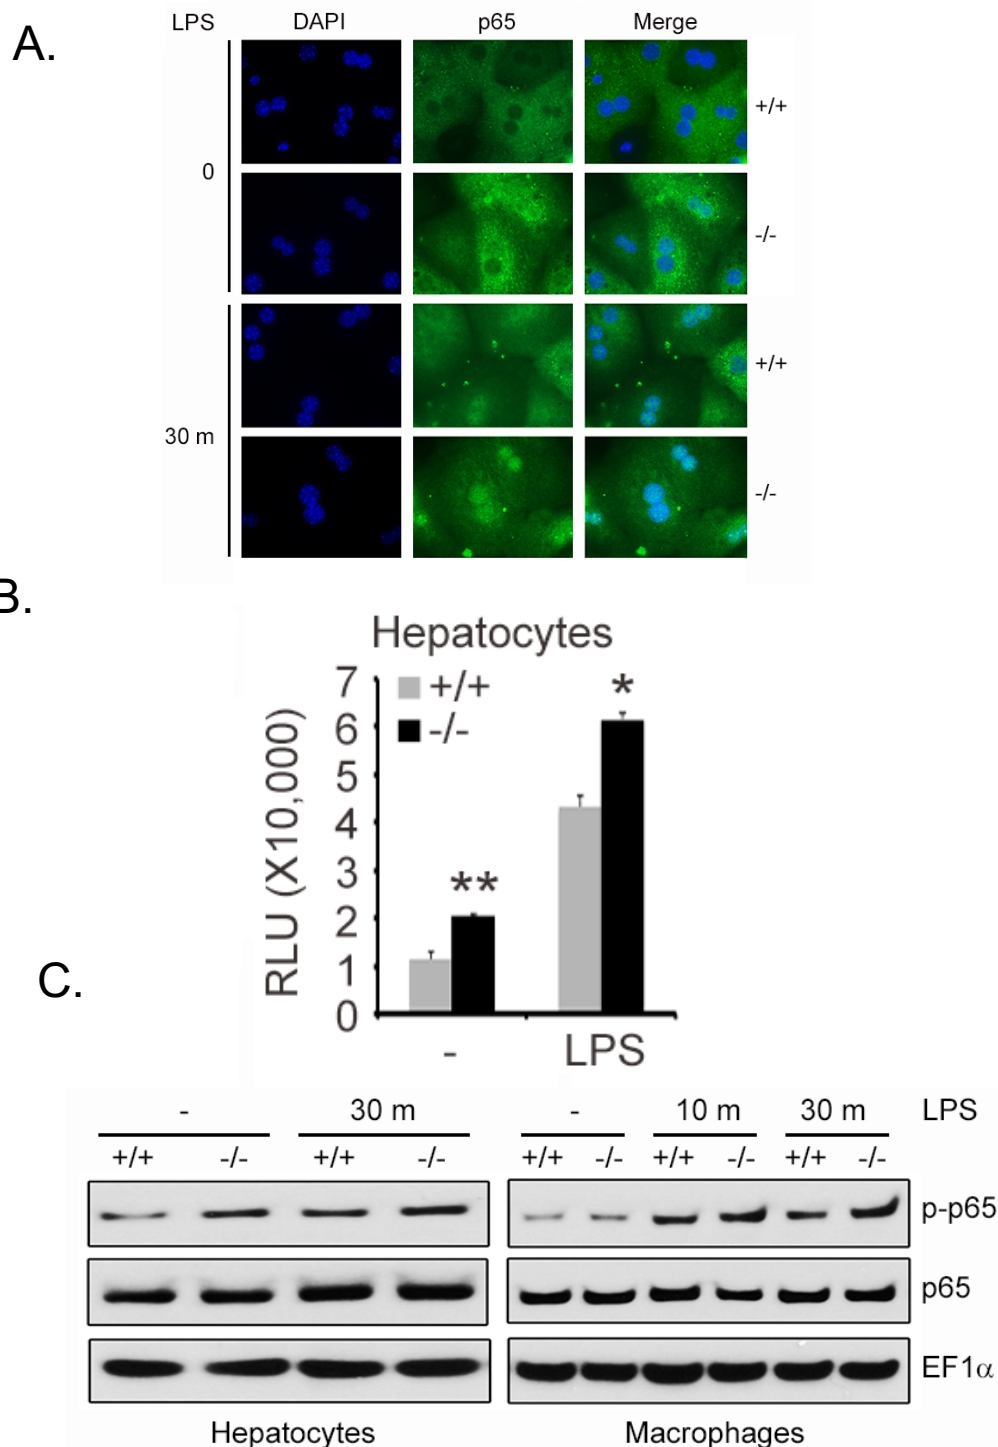 A.
LPS DAPI p65 Merge
+/+
0
-/-
+/+
30 m
-/-
B.
Hepatocytes
7
6
5
4
3
2
1
0
+/+
-/-
*
**
RLU (X10,000)
- LPS
C.
- 30 m - 10 m 30 m LPS
+/+ -/- +/+ -/- +/+ -/- +/+ -/- +/+ -/-
p-p65
p65
EF1α
Hepatocytes Macrophages